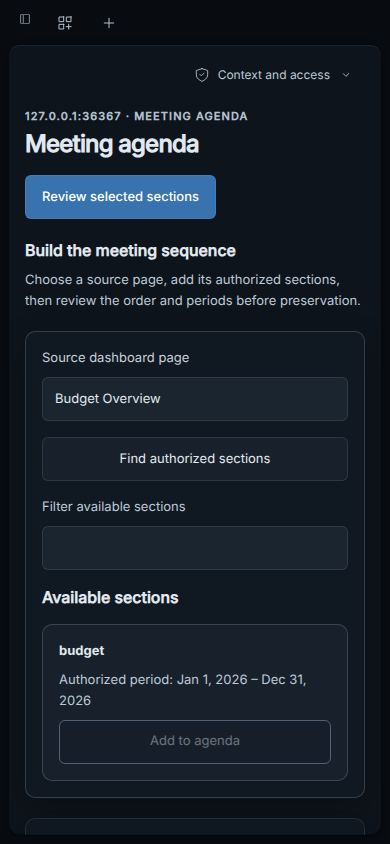 Context and access
127.0.0.1:36367 · MEETING AGENDA
Meeting agenda
Review selected sections
Build the meeting sequence
Choose a source page, add its authorized sections,
then review the order and periods before preservation.
Source dashboard page
Budget Overview
Find authorized sections
Filter available sections
Available sections
budget
Authorized period: Jan 1, 2026 – Dec 31,
2026
Add to agenda